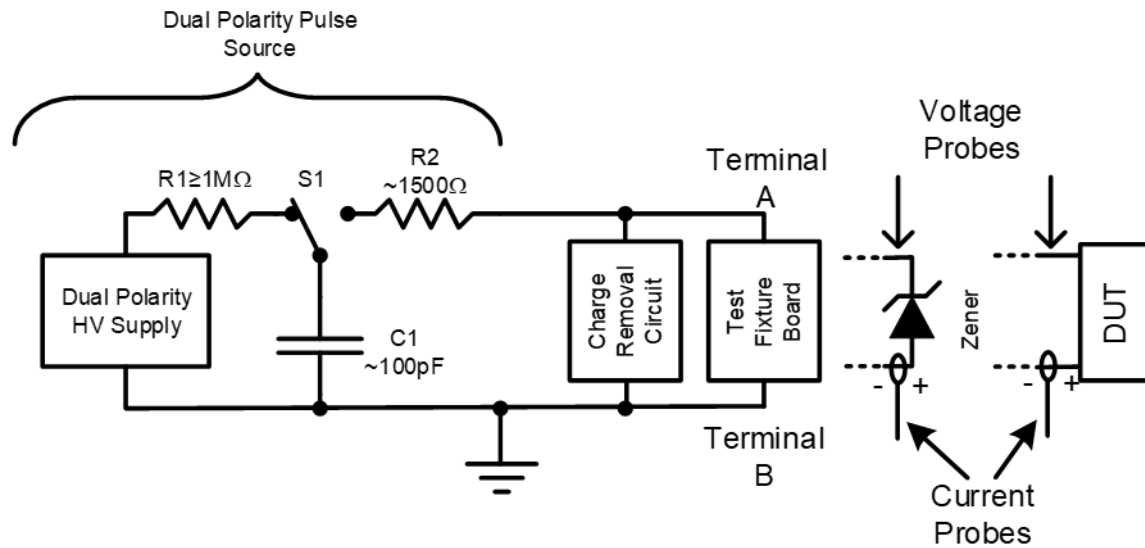 Dual Polarity Pulse
Source
R1≥1MΩ
S1
R2
~1500Ω
Dual Polarity
HV Supply
C1
~100pF
Charge
Removal
Circuit
Terminal
A
Test
Fixture
Board
Terminal
B
Voltage
Probes
Zener
- +
DUT
- +
Current
Probes